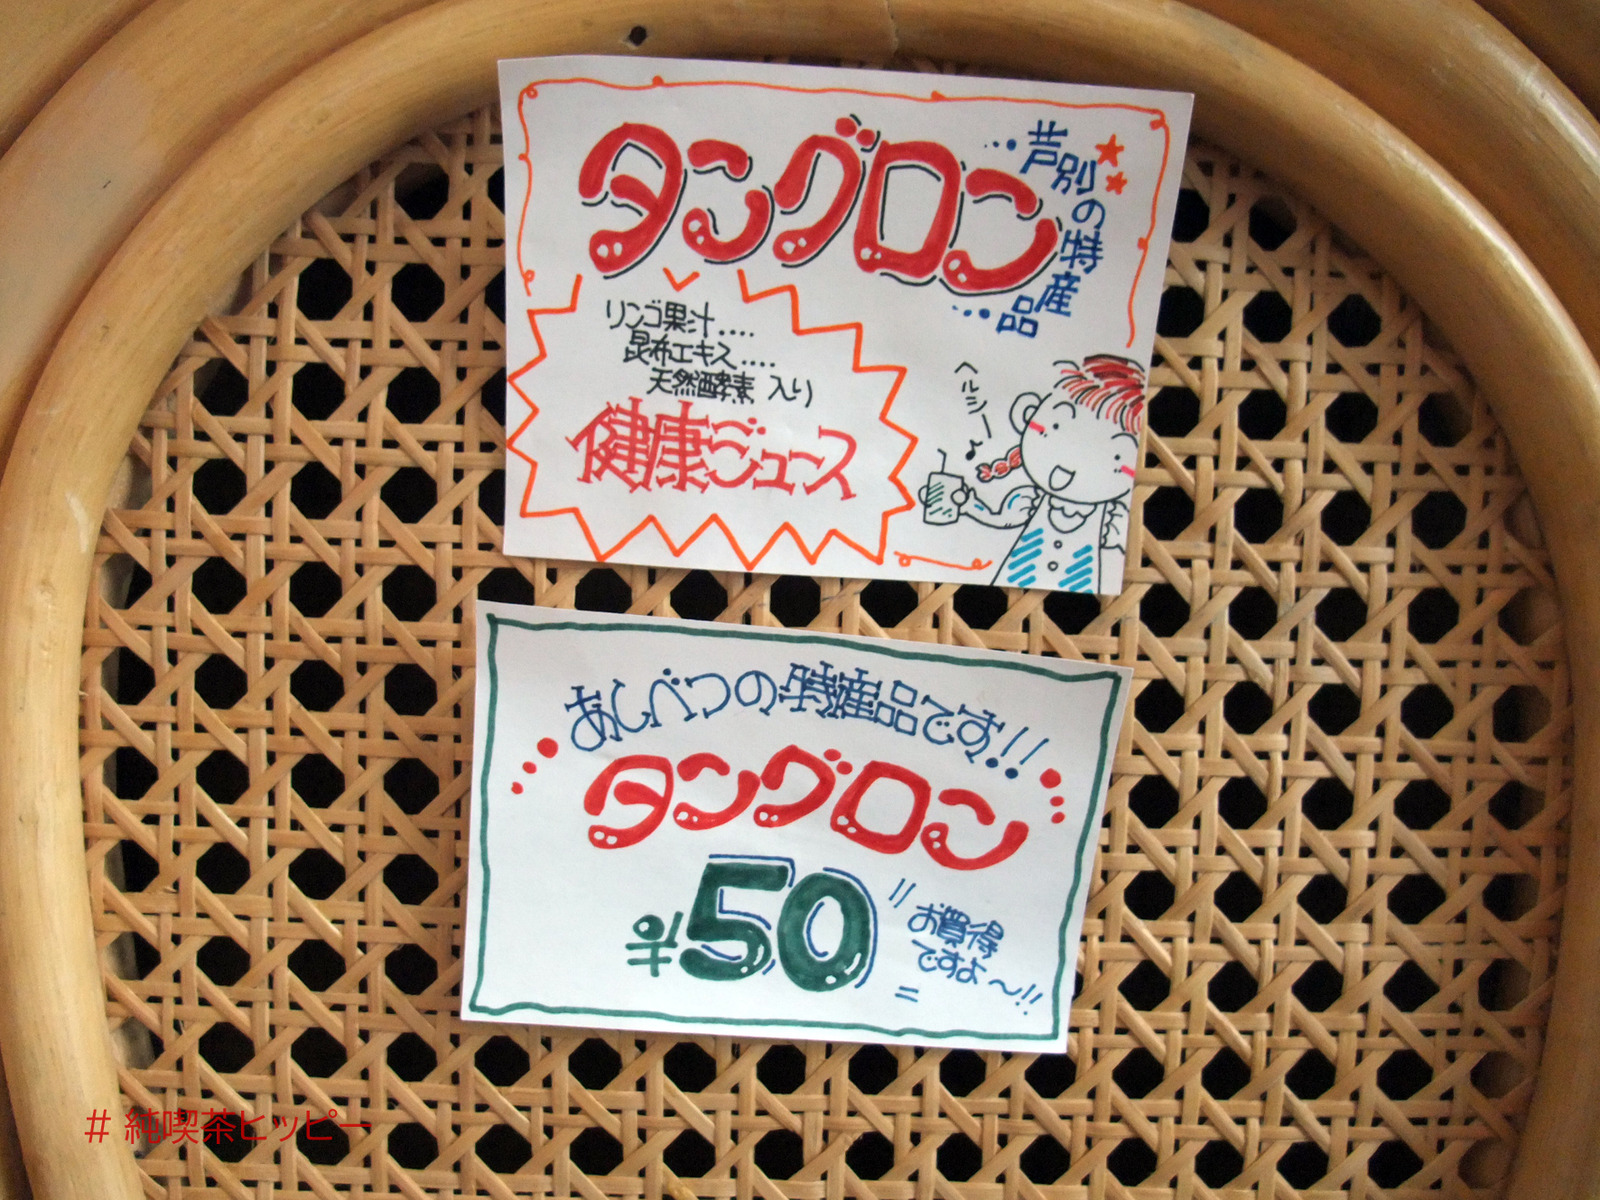 タングロン
…芦別の特産品…
リンゴ果汁....
昆布エキス....
天然酵素 入り
健康ジュース
ヘルシー♪
あしべつの特産品です!!
タングロン
¥50
お買得
ですよ〜!!
# 純喫茶ヒッピー